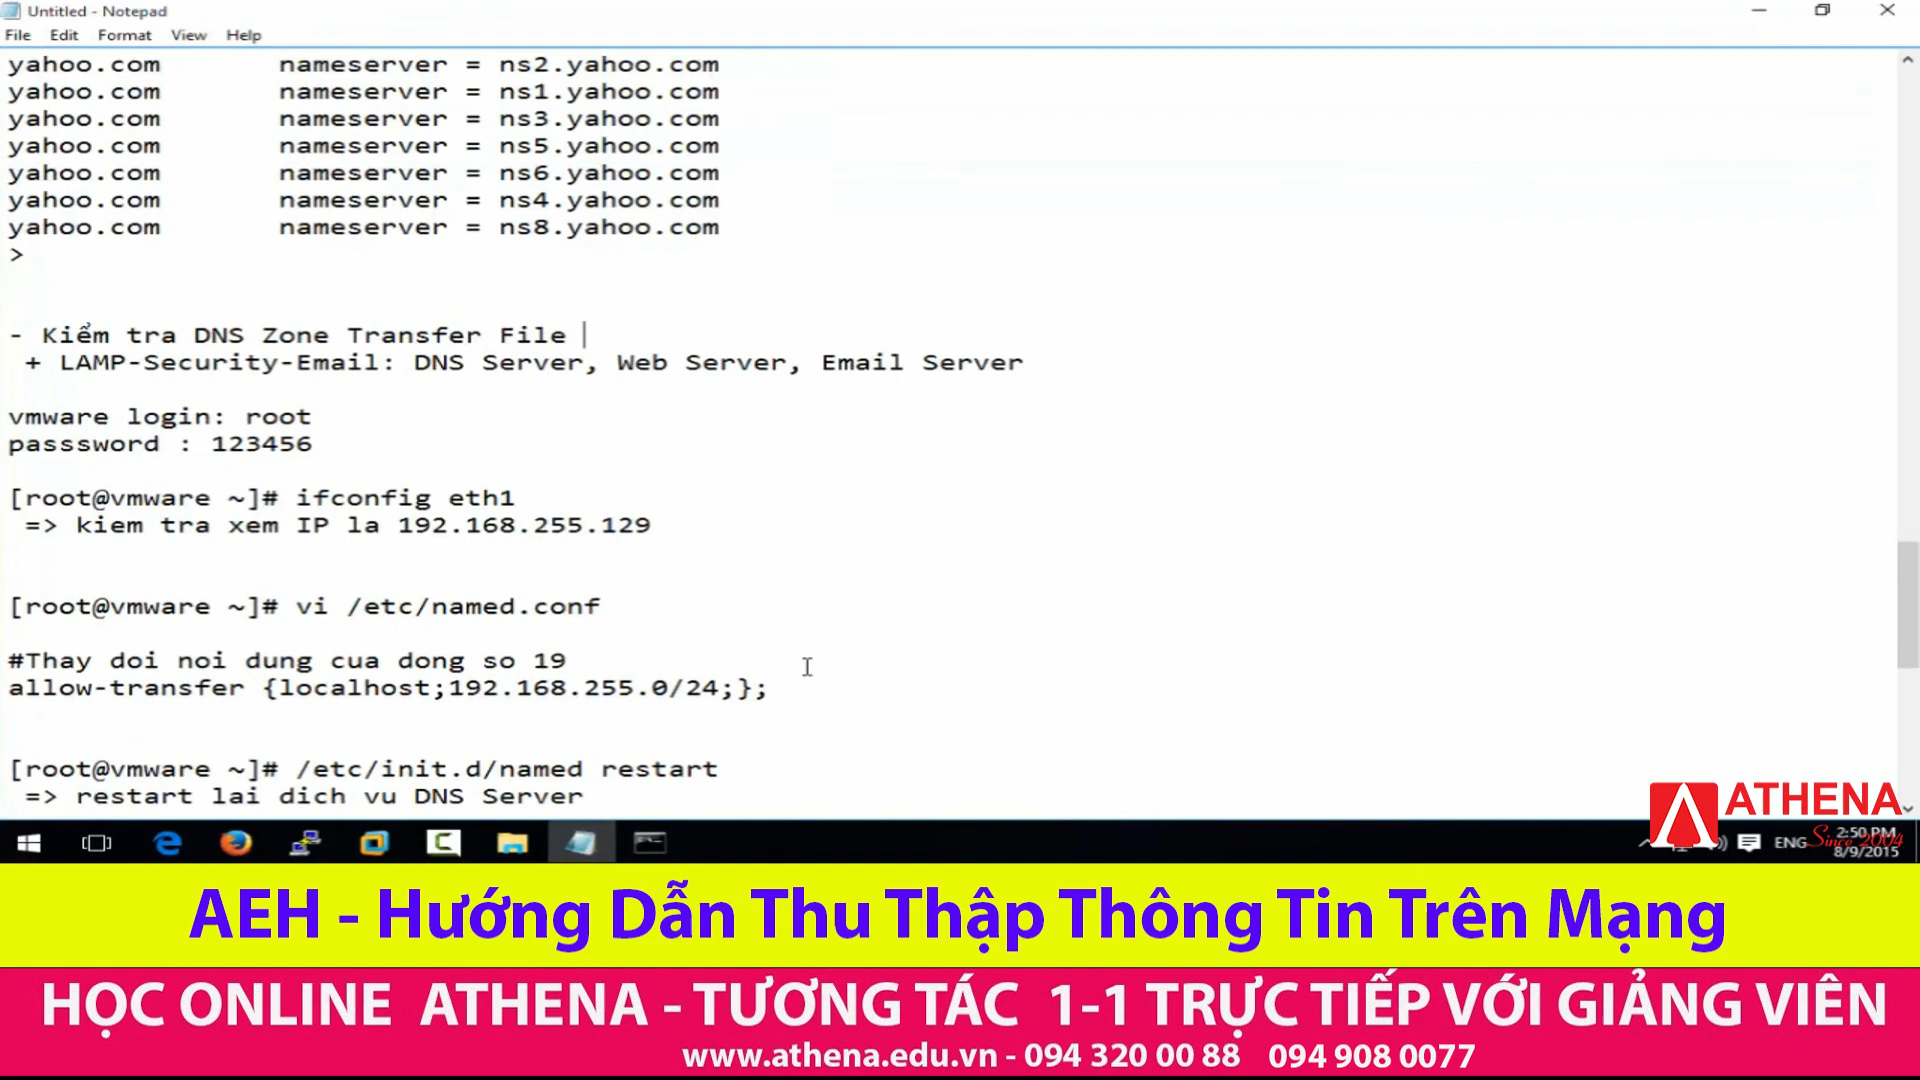 Untitled - Notepad
File Edit Format View Help
yahoo.com nameserver = ns2.yahoo.com
yahoo.com nameserver = ns1.yahoo.com
yahoo.com nameserver = ns3.yahoo.com
yahoo.com nameserver = ns5.yahoo.com
yahoo.com nameserver = ns6.yahoo.com
yahoo.com nameserver = ns4.yahoo.com
yahoo.com nameserver = ns8.yahoo.com
>
- Kiểm tra DNS Zone Transfer File
+ LAMP-Security-Email: DNS Server, Web Server, Email Server
vmware login: root
passsword : 123456
[root@vmware ~]# ifconfig eth1
=> kiem tra xem IP la 192.168.255.129
[root@vmware ~]# vi /etc/named.conf
#Thay doi noi dung cua dong so 19
allow-transfer {localhost;192.168.255.0/24;};
[root@vmware ~]# /etc/init.d/named restart
=> restart lai dich vu DNS Server
ATHENA
Since 2004
ENG
2:50 PM
8/9/2015
AEH - Hướng Dẫn Thu Thập Thông Tin Trên Mạng
HỌC ONLINE ATHENA - TƯƠNG TÁC 1-1 TRỰC TIẾP VỚI GIẢNG VIÊN
www.athena.edu.vn - 094 320 00 88 094 908 0077